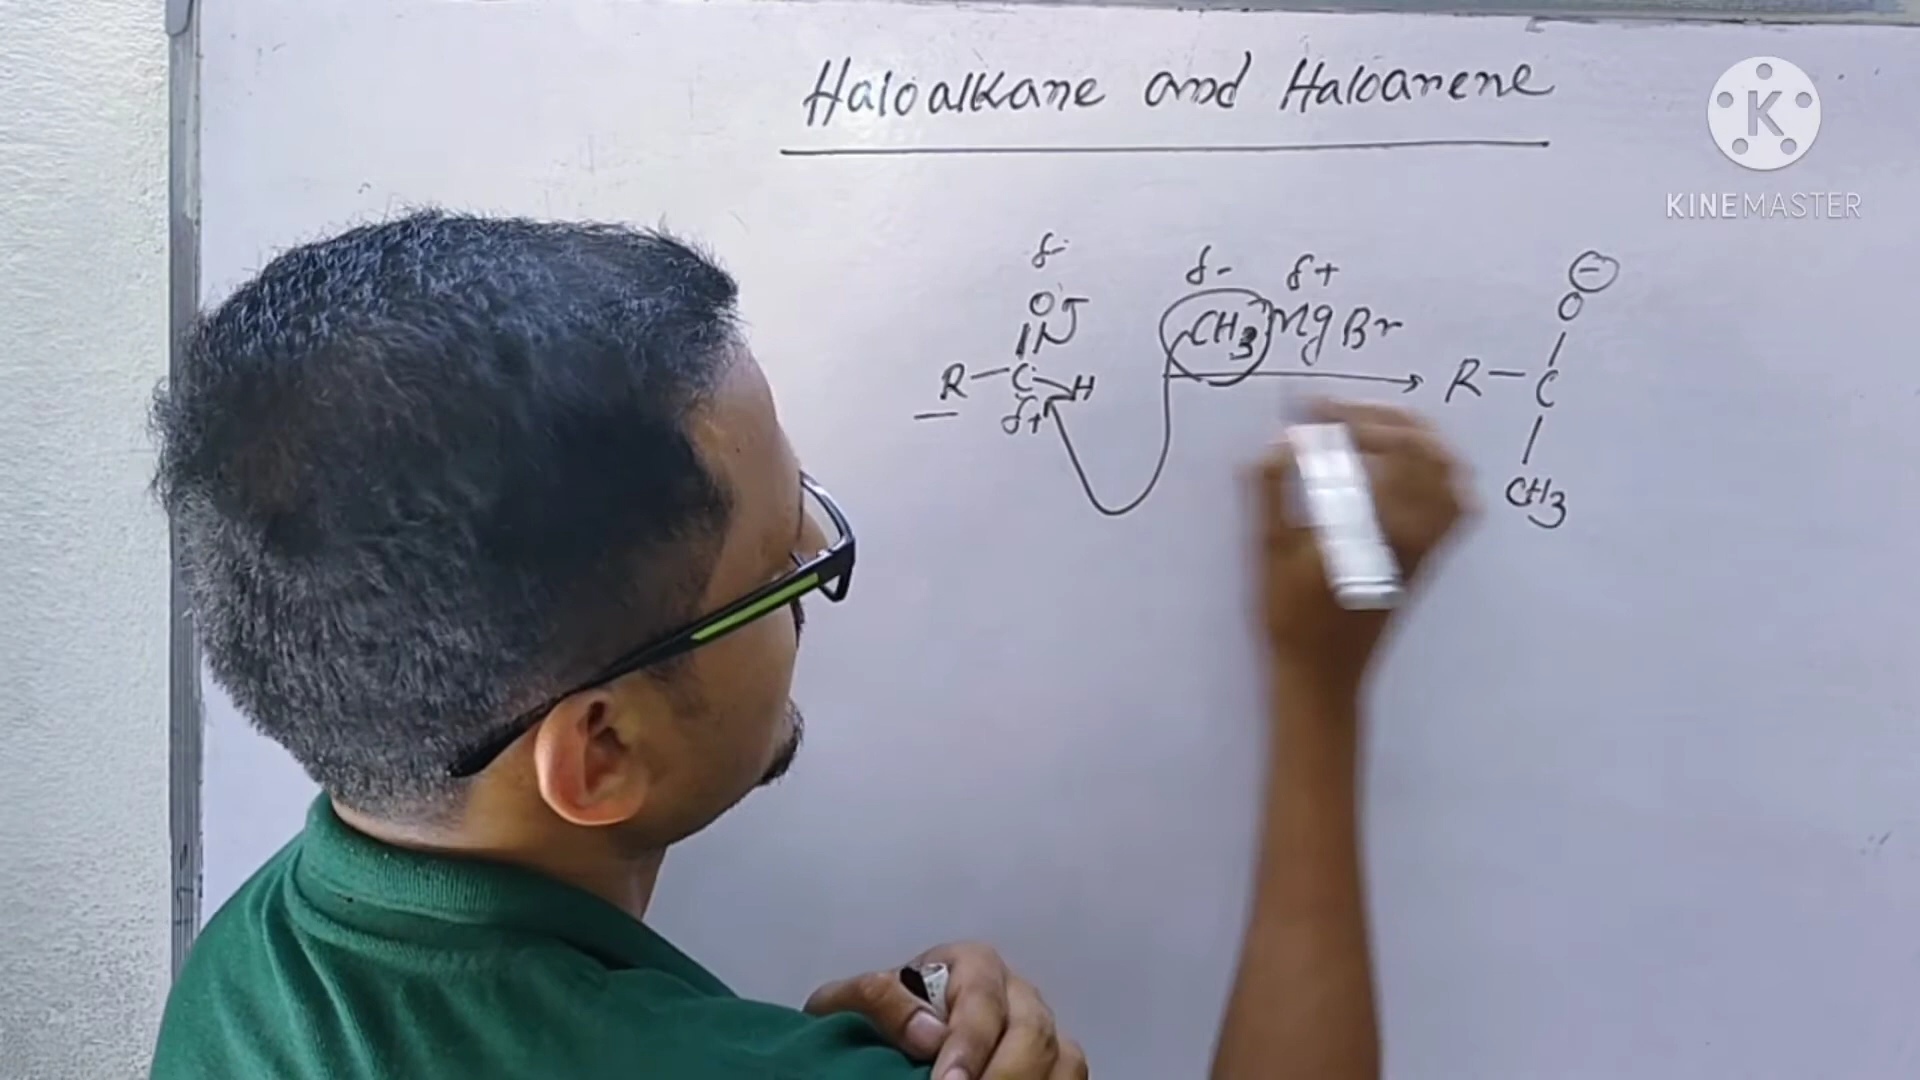 Haloalkane and Haloarene
K
KINEMASTER
δ- δ- δ+ ⊖
O CH3 MgBr O
R-C-H R-C
δ+
CH3